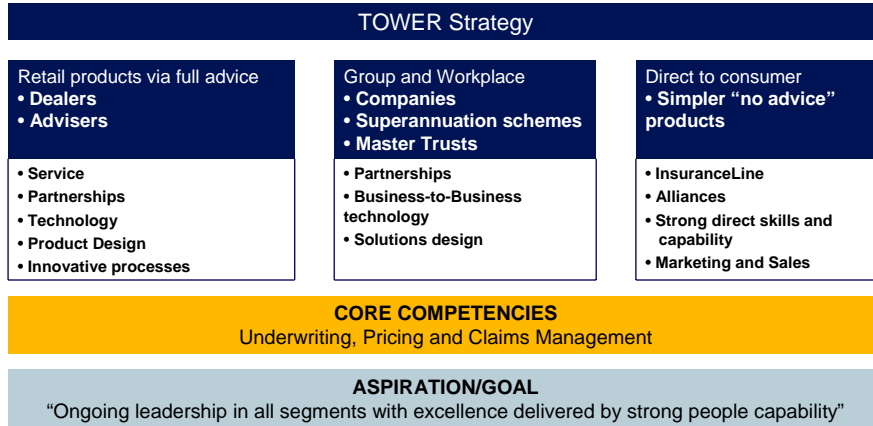 TOWER Strategy
Retail products via full advice
• Dealers
• Advisers
• Service
• Partnerships
• Technology
• Product Design
• Innovative processes
Group and Workplace
• Companies
• Superannuation schemes
• Master Trusts
• Partnerships
• Business-to-Business
technology
• Solutions design
Direct to consumer
• Simpler “no advice”
products
• InsuranceLine
• Alliances
• Strong direct skills and
capability
• Marketing and Sales
CORE COMPETENCIES
Underwriting, Pricing and Claims Management
ASPIRATION/GOAL
“Ongoing leadership in all segments with excellence delivered by strong people capability”